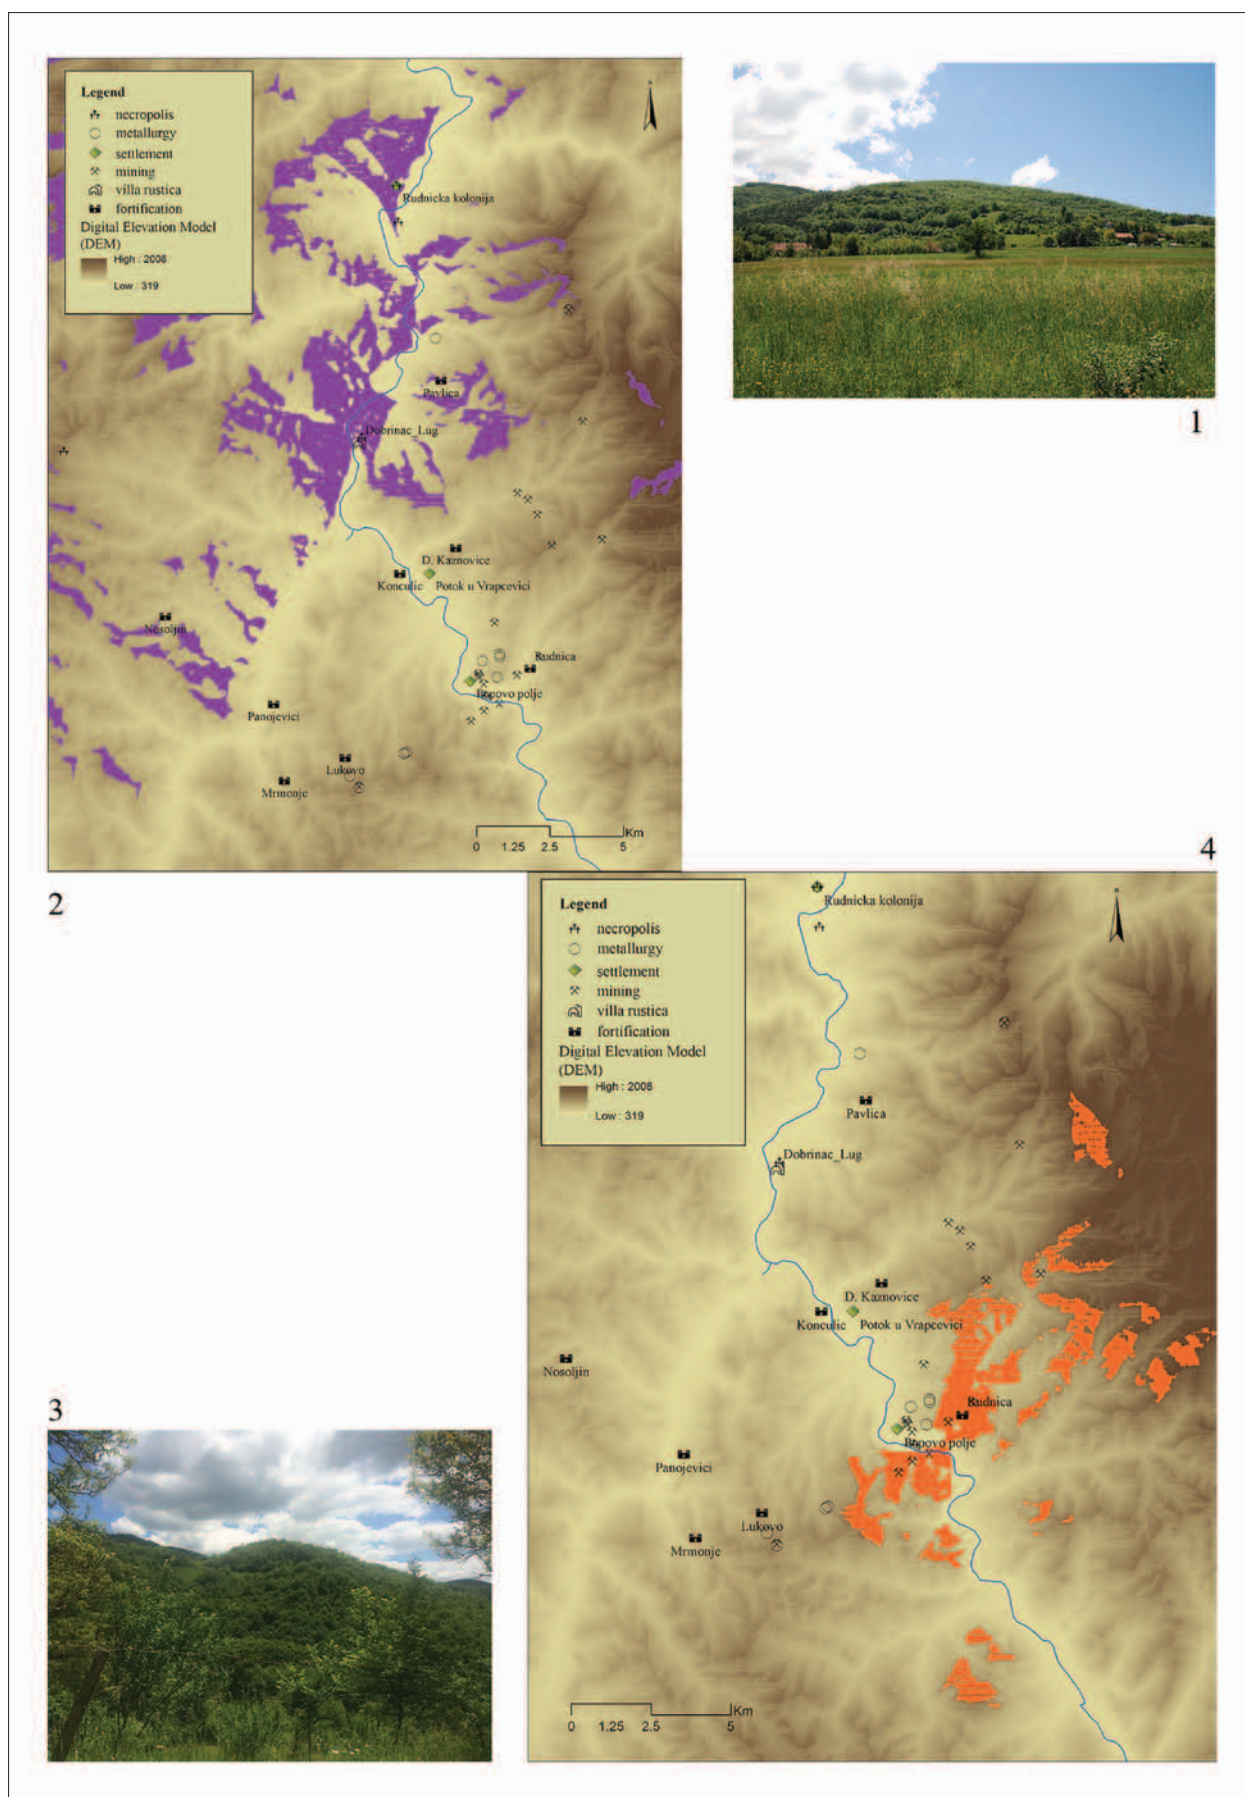 Legend
necropolis
metallurgy
settlement
mining
villa rustica
fortification
Digital Elevation Model
(DEM)
High : 2008
Low : 319
Rudnicka kolonija
Pavlica
Dobrinac_Lug
D. Kaznovice
Konculic
Potok u Vrapcevici
Nosoljin
Rudnica
Popovo polje
Panojevici
Lukovo
Mrmonje
Km
0 1.25 2.5 5
1
2
4
Legend
necropolis
metallurgy
settlement
mining
villa rustica
fortification
Digital Elevation Model
(DEM)
High : 2008
Low : 319
Rudnicka kolonija
Pavlica
Dobrinac_Lug
D. Kaznovice
Konculic
Potok u Vrapcevici
Nosoljin
Rudnica
Popovo polje
Panojevici
Lukovo
Mrmonje
Km
0 1.25 2.5 5
3